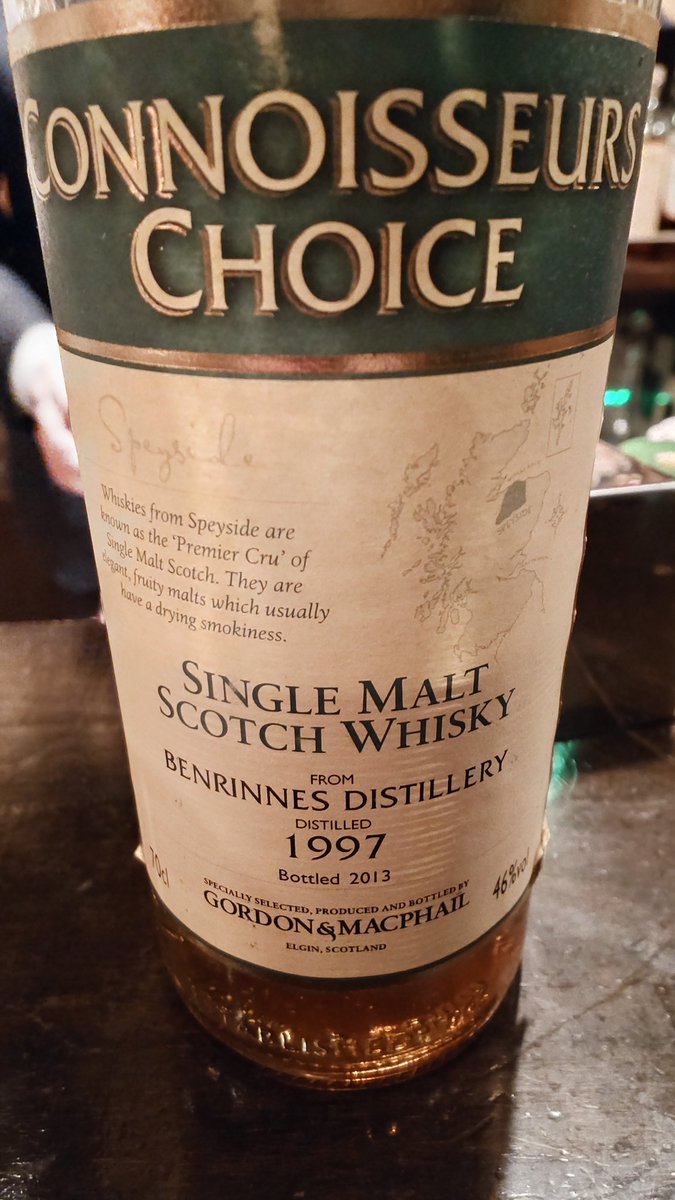 CONNOISSEURS
CHOICE
Speyside
Whiskies from Speyside are
known as the 'Premier Cru' of
Single Malt Scotch. They are
elegant, fruity malts which usually
have a drying smokiness.
SPEYSIDE
SINGLE MALT
SCOTCH WHISKY
FROM
BENRINNES DISTILLERY
DISTILLED
1997
Bottled 2013
70cl
46%vol
SPECIALLY SELECTED, PRODUCED AND BOTTLED BY
GORDON&MACPHAIL
ELGIN, SCOTLAND